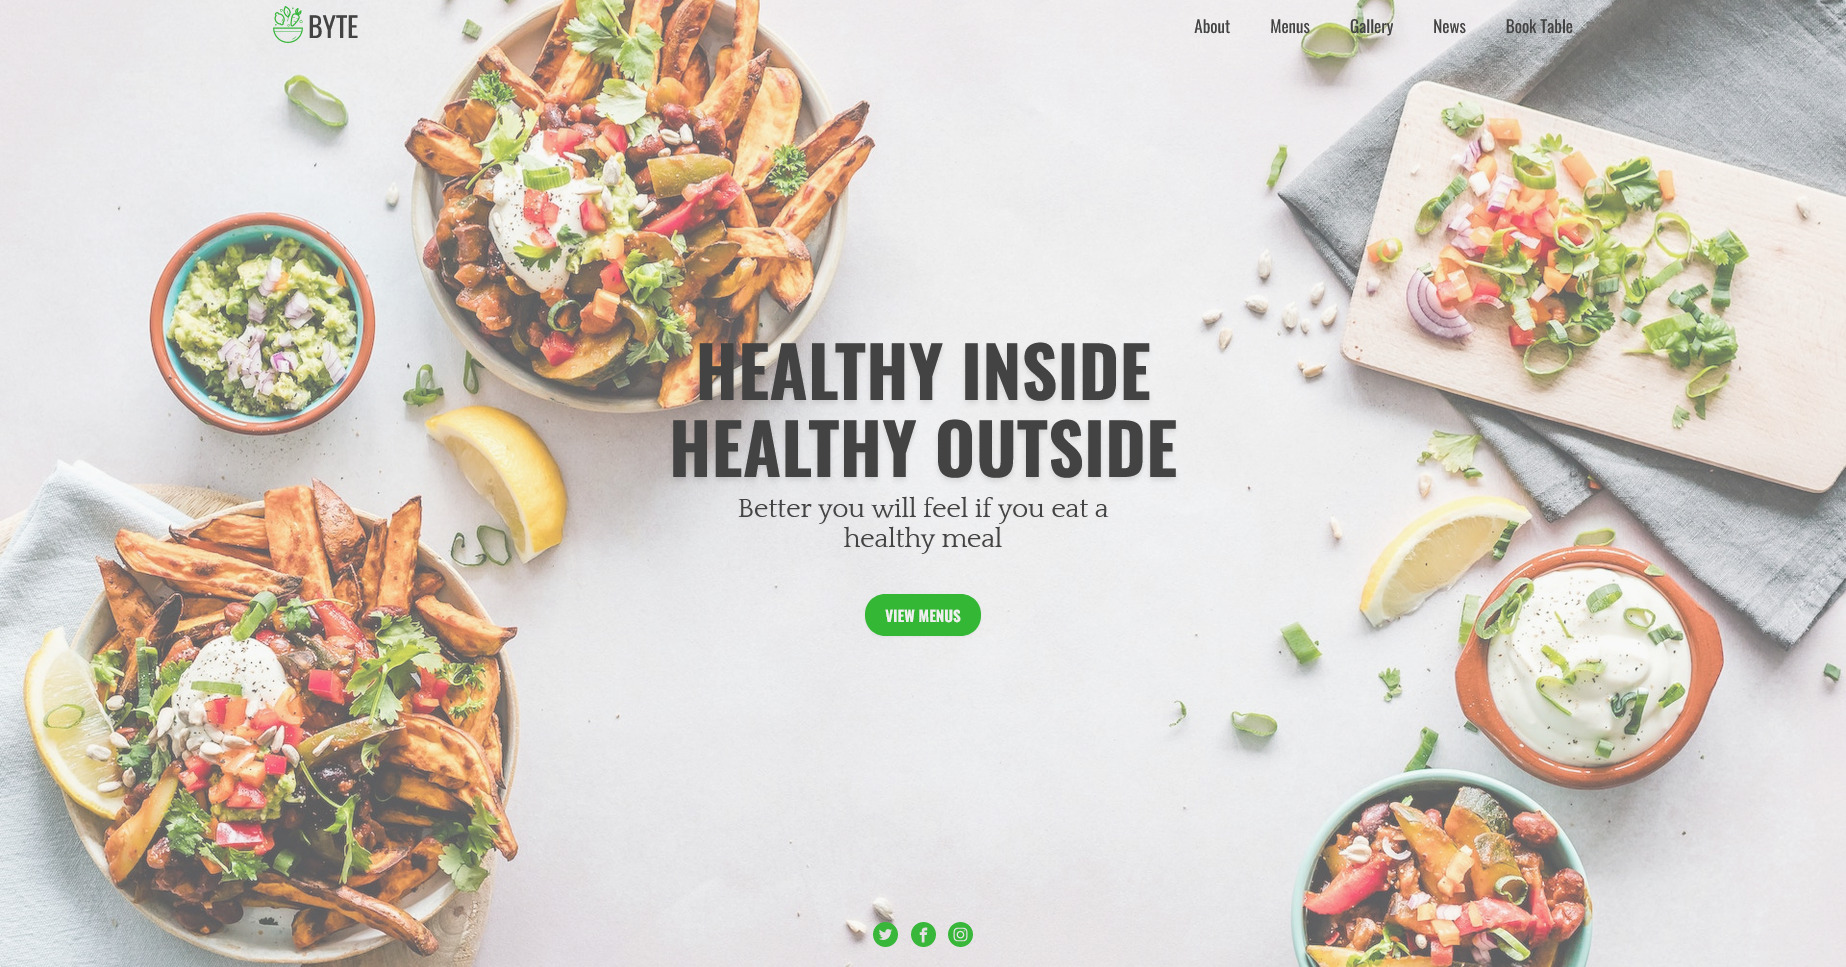 BYTE
About Menus Gallery News Book Table
HEALTHY INSIDE
HEALTHY OUTSIDE
Better you will feel if you eat a
healthy meal
VIEW MENUS